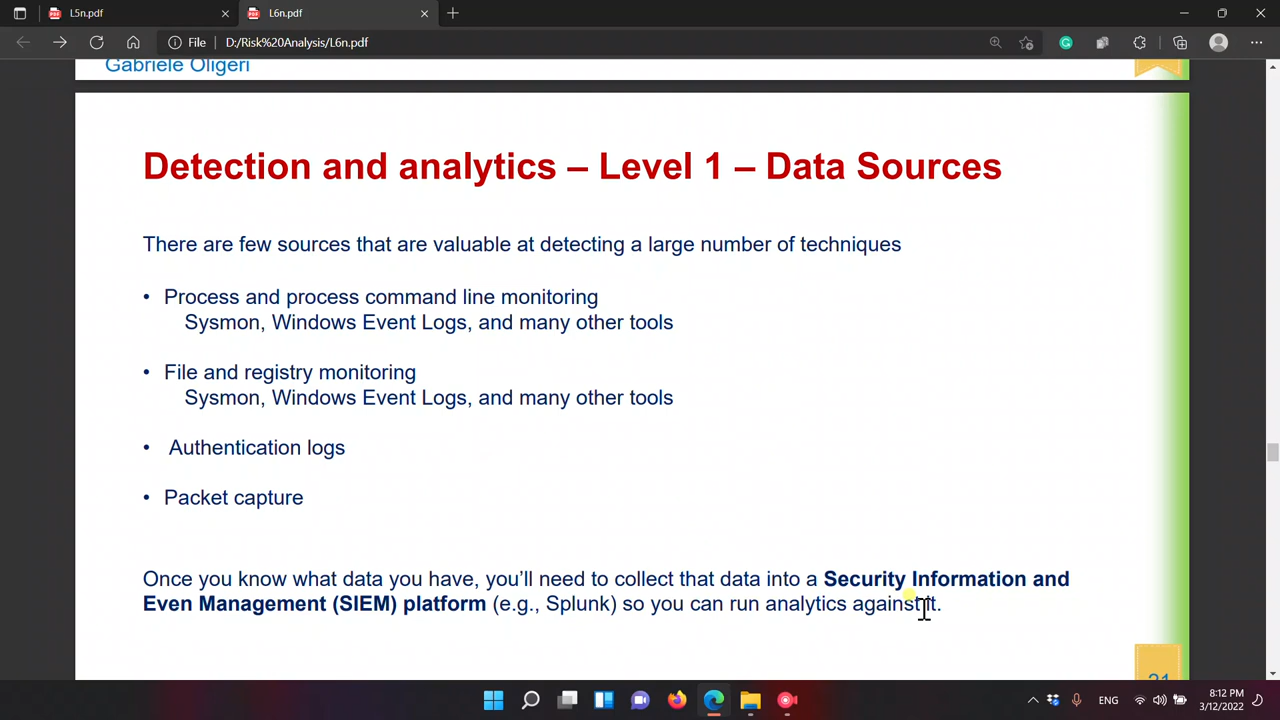 L5n.pdf
L6n.pdf
File
D:/Risk%20Analysis/L6n.pdf
Gabriele Oligeri
Detection and analytics – Level 1 – Data Sources
There are few sources that are valuable at detecting a large number of techniques
• Process and process command line monitoring
Sysmon, Windows Event Logs, and many other tools
• File and registry monitoring
Sysmon, Windows Event Logs, and many other tools
• Authentication logs
• Packet capture
Once you know what data you have, you’ll need to collect that data into a Security Information and
Even Management (SIEM) platform (e.g., Splunk) so you can run analytics against it.
21
ENG
8:12 PM
3/12/2022